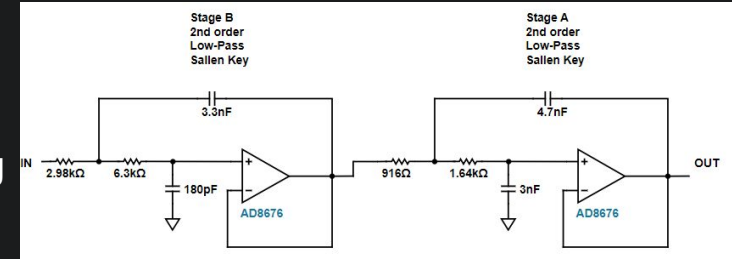 Stage B
2nd order
Low-Pass
Sallen Key
Stage A
2nd order
Low-Pass
Sallen Key
3.3nF
4.7nF
IN
2.98kΩ
6.3kΩ
180pF
AD8676
916Ω
1.64kΩ
3nF
AD8676
OUT
+
-
+
-